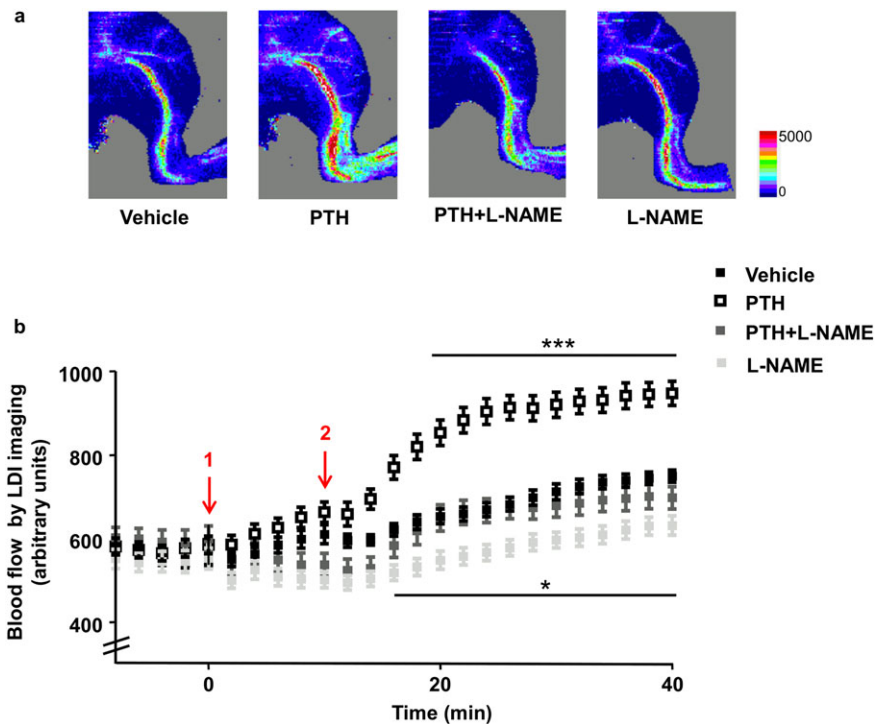 a
5000
0
Vehicle
PTH
PTH+L-NAME
L-NAME
Vehicle
PTH
PTH+L-NAME
L-NAME
b
***
1000
800
600
400
1
2
*
Blood flow by LDI imaging
(arbitrary units)
0
20
40
Time (min)